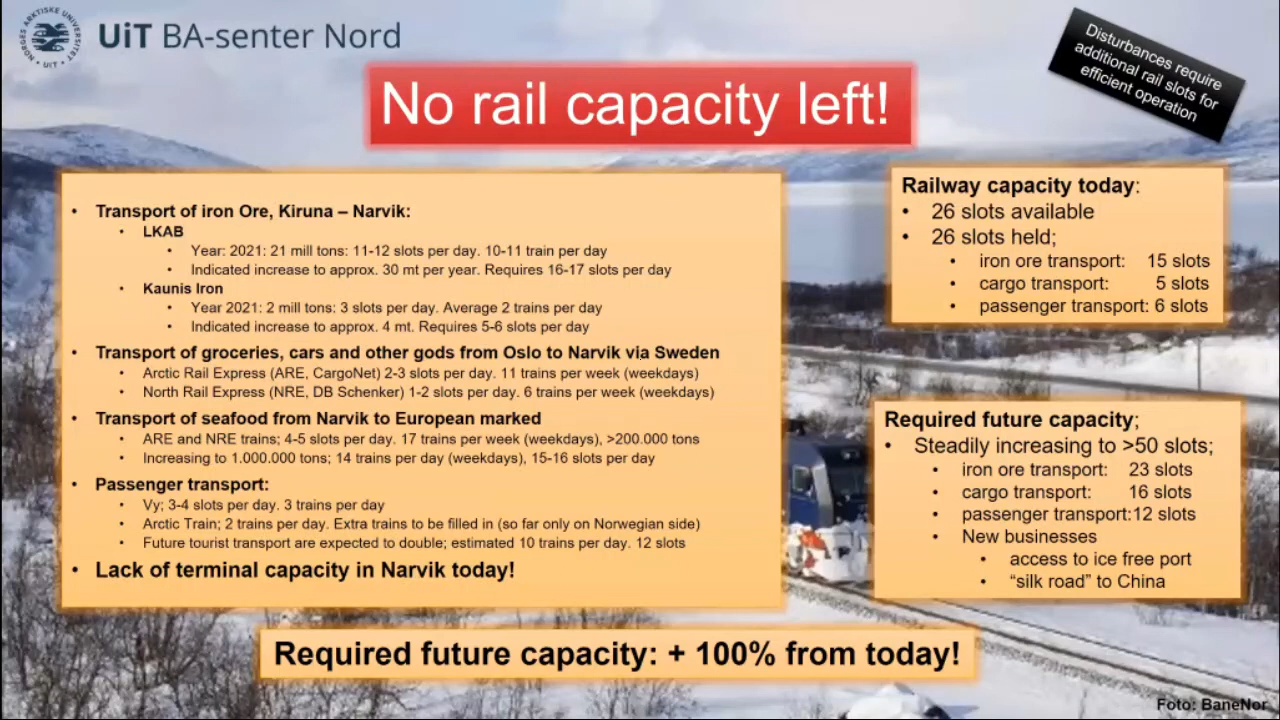 NORGES ARKTISKE UNIVERSITET • UiT •
UiT BA-senter Nord
Disturbances require
additional rail slots for
efficient operation
No rail capacity left!
• Transport of iron Ore, Kiruna – Narvik:
• LKAB
• Year: 2021: 21 mill tons: 11-12 slots per day. 10-11 train per day
• Indicated increase to approx. 30 mt per year. Requires 16-17 slots per day
• Kaunis Iron
• Year 2021: 2 mill tons: 3 slots per day. Average 2 trains per day
• Indicated increase to approx. 4 mt. Requires 5-6 slots per day
• Transport of groceries, cars and other gods from Oslo to Narvik via Sweden
• Arctic Rail Express (ARE, CargoNet) 2-3 slots per day. 11 trains per week (weekdays)
• North Rail Express (NRE, DB Schenker) 1-2 slots per day. 6 trains per week (weekdays)
• Transport of seafood from Narvik to European marked
• ARE and NRE trains; 4-5 slots per day. 17 trains per week (weekdays), >200.000 tons
• Increasing to 1.000.000 tons; 14 trains per day (weekdays), 15-16 slots per day
• Passenger transport:
• Vy; 3-4 slots per day. 3 trains per day
• Arctic Train; 2 trains per day. Extra trains to be filled in (so far only on Norwegian side)
• Future tourist transport are expected to double; estimated 10 trains per day. 12 slots
• Lack of terminal capacity in Narvik today!
Railway capacity today:
• 26 slots available
• 26 slots held;
• iron ore transport: 15 slots
• cargo transport: 5 slots
• passenger transport: 6 slots
Required future capacity;
• Steadily increasing to >50 slots;
• iron ore transport: 23 slots
• cargo transport: 16 slots
• passenger transport:12 slots
• New businesses
• access to ice free port
• “silk road” to China
Required future capacity: + 100% from today!
Foto: BaneNor